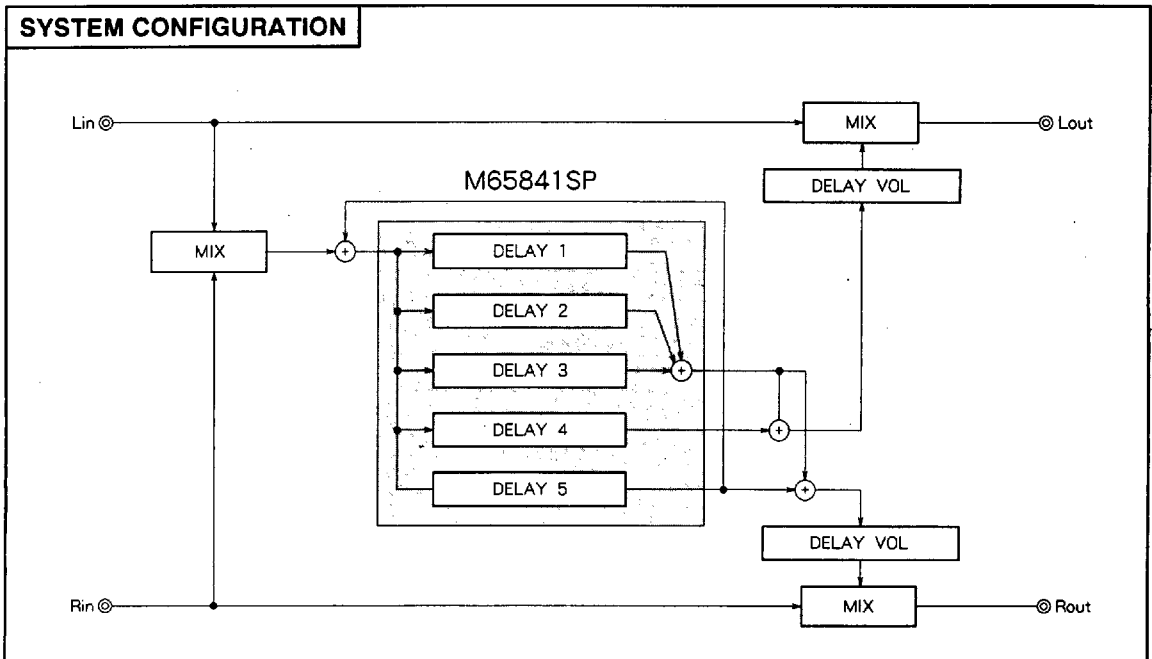 SYSTEM CONFIGURATION
Lin
MIX
Lout
M65841SP
DELAY VOL
MIX
+
DELAY 1
DELAY 2
DELAY 3
+
DELAY 4
+
DELAY 5
+
DELAY VOL
Rin
MIX
Rout